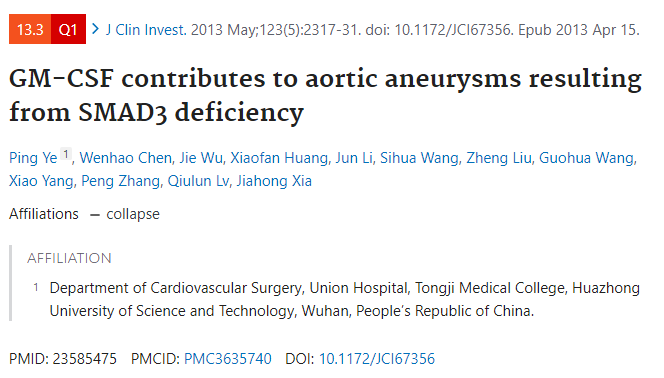 13.3 Q1 > J Clin Invest. 2013 May;123(5):2317-31. doi: 10.1172/JCI67356. Epub 2013 Apr 15.
GM-CSF contributes to aortic aneurysms resulting
from SMAD3 deficiency
Ping Ye 1, Wenhao Chen, Jie Wu, Xiaofan Huang, Jun Li, Sihua Wang, Zheng Liu, Guohua Wang,
Xiao Yang, Peng Zhang, Qiulun Lv, Jiahong Xia
Affiliations – collapse
AFFILIATION
1 Department of Cardiovascular Surgery, Union Hospital, Tongji Medical College, Huazhong
University of Science and Technology, Wuhan, People’s Republic of China.
PMID: 23585475 PMCID: PMC3635740 DOI: 10.1172/JCI67356